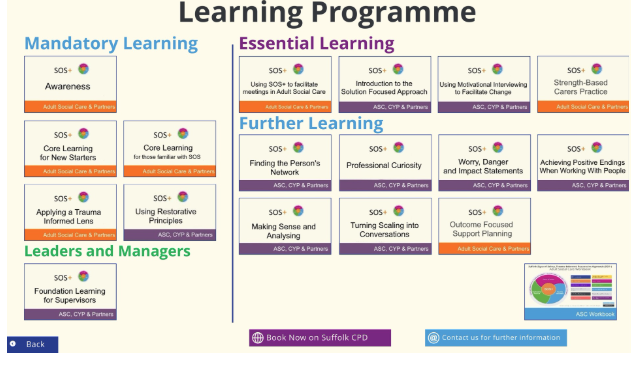 Learning Programme
Mandatory Learning
SOS+
Awareness
Adult Social Care & Partners
SOS+
Core Learning
for New Starters
Adult Social Care & Partners
SOS+
Core Learning
for those familiar with SOS
Adult Social Care & Partners
SOS+
Applying a Trauma
Informed Lens
Adult Social Care & Partners
SOS+
Using Restorative
Principles
ASC, CYP & Partners
Leaders and Managers
SOS+
Foundation Learning
for Supervisors
ASC, CYP & Partners
Back
Essential Learning
SOS+
Using SOS+ to facilitate
meetings in Adult Social Care
Adult Social Care & Partners
SOS+
Introduction to the
Solution Focused Approach
ASC, CYP & Partners
SOS+
Using Motivational Interviewing
to Facilitate Change
ASC, CYP & Partners
SOS+
Strength-Based
Carers Practice
Adult Social Care & Partners
Further Learning
SOS+
Finding the Person's
Network
ASC, CYP & Partners
SOS+
Professional Curiosity
ASC, CYP & Partners
SOS+
Worry, Danger
and Impact Statements
ASC, CYP & Partners
SOS+
Achieving Positive Endings
When Working With People
ASC, CYP & Partners
SOS+
Making Sense and
Analysing
ASC, CYP & Partners
SOS+
Turning Scaling into
Conversations
ASC, CYP & Partners
SOS+
Outcome Focused
Support Planning
Adult Social Care & Partners
ASC Workbook
Book Now on Suffolk CPD
@ Contact us for further information